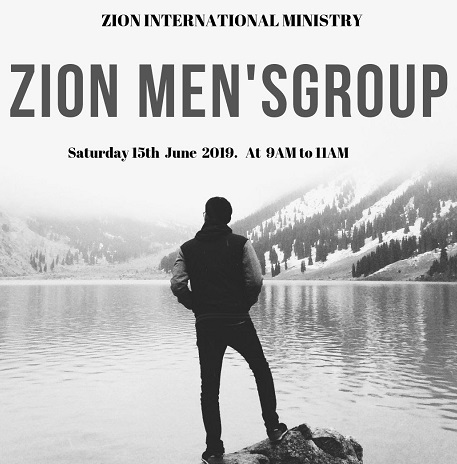 ZION INTERNATIONAL MINISTRY
ZION MEN'SGROUP
Saturday 15th June 2019. At 9AM to 11AM